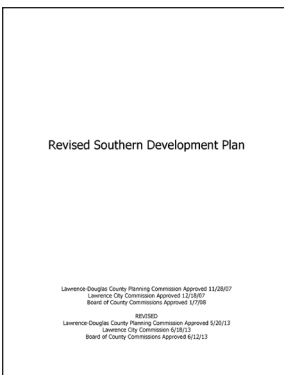 Revised Southern Development Plan
Lawrence-Douglas County Planning Commission Approved 11/28/07
Lawrence City Commission Approved 12/18/07
Board of County Commissions Approved 1/7/08
REVISED
Lawrence-Douglas County Planning Commission Approved 5/20/13
Lawrence City Commission 6/18/13
Board of County Commissions Approved 6/12/13